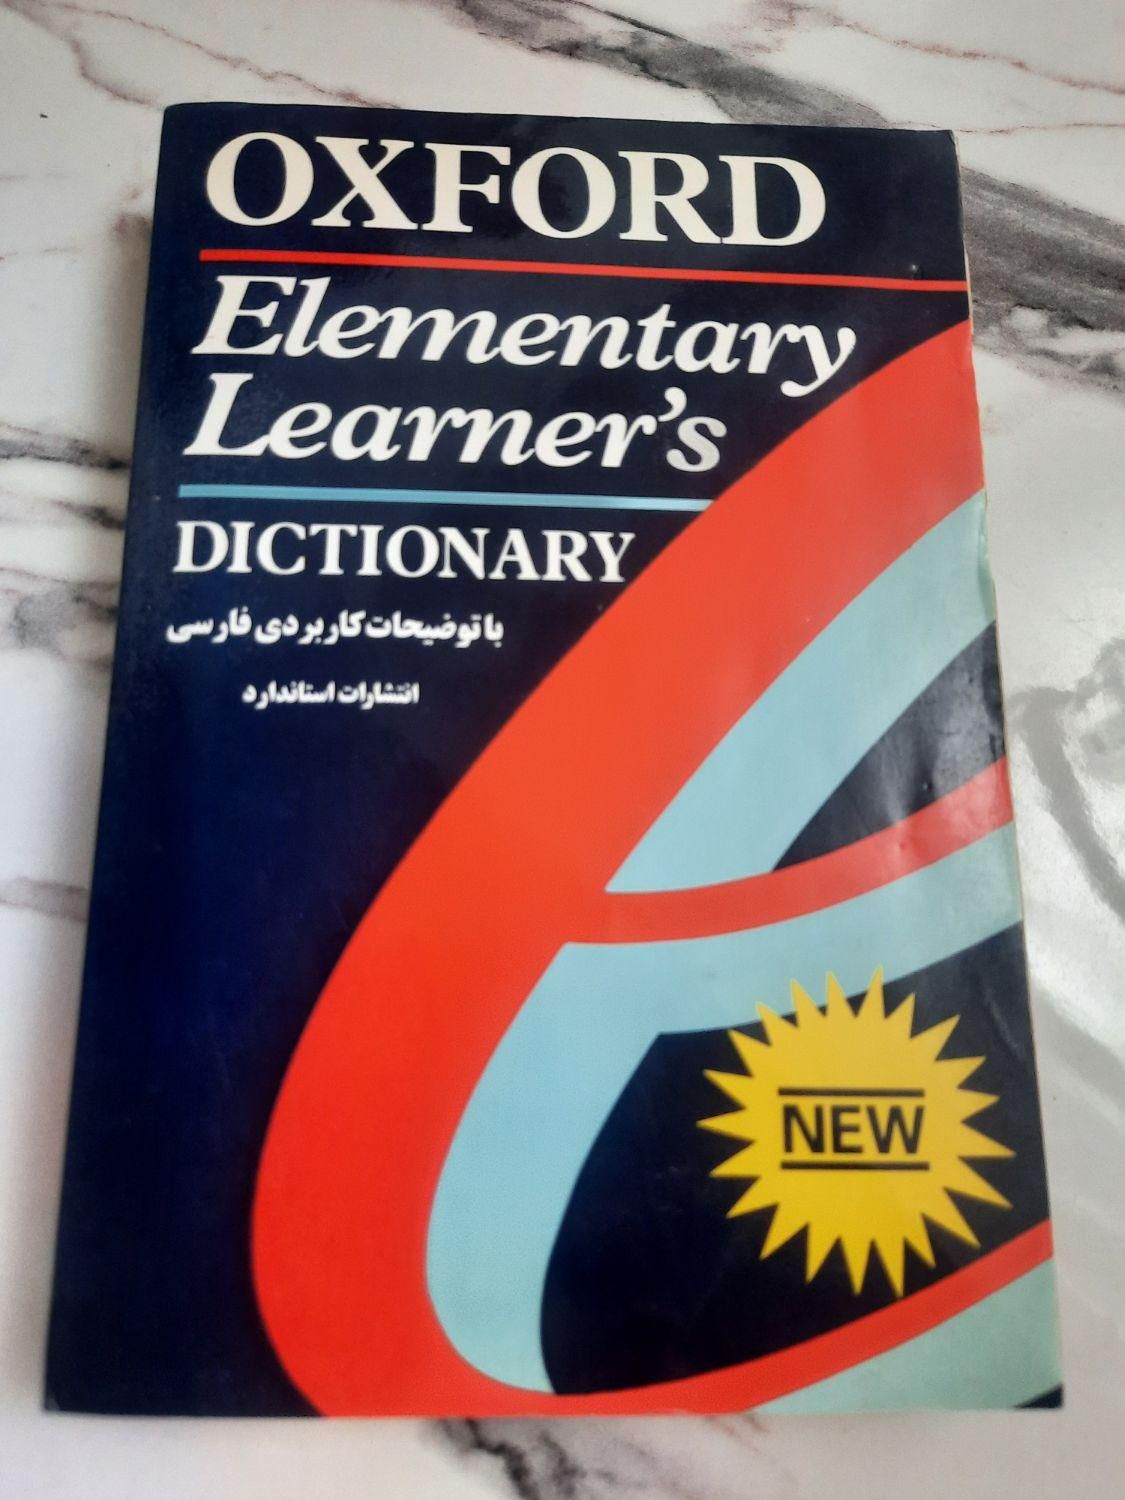 OXFORD
Elementary
Learner's
DICTIONARY
با توضیحات کاربردی فارسی
انتشارات استاندارد
NEW